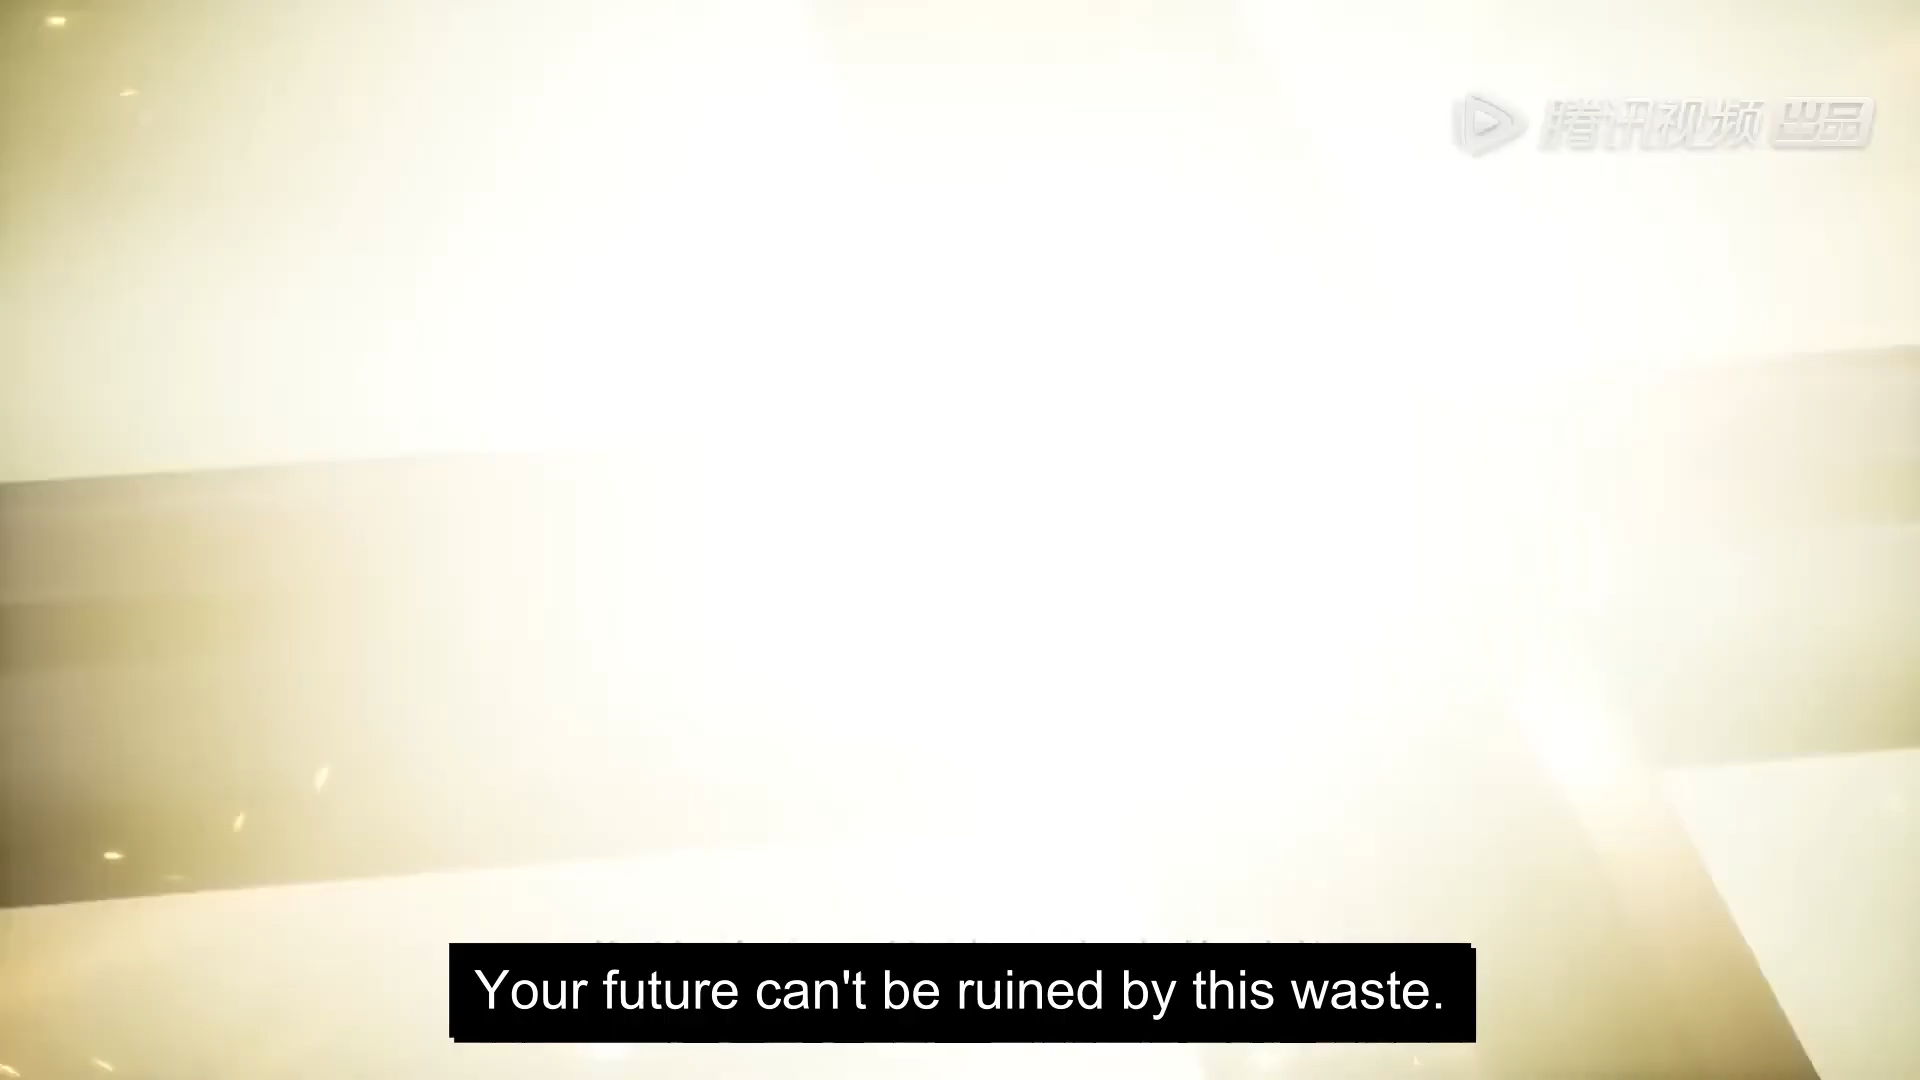 腾讯视频 出品
Your future can't be ruined by this waste.